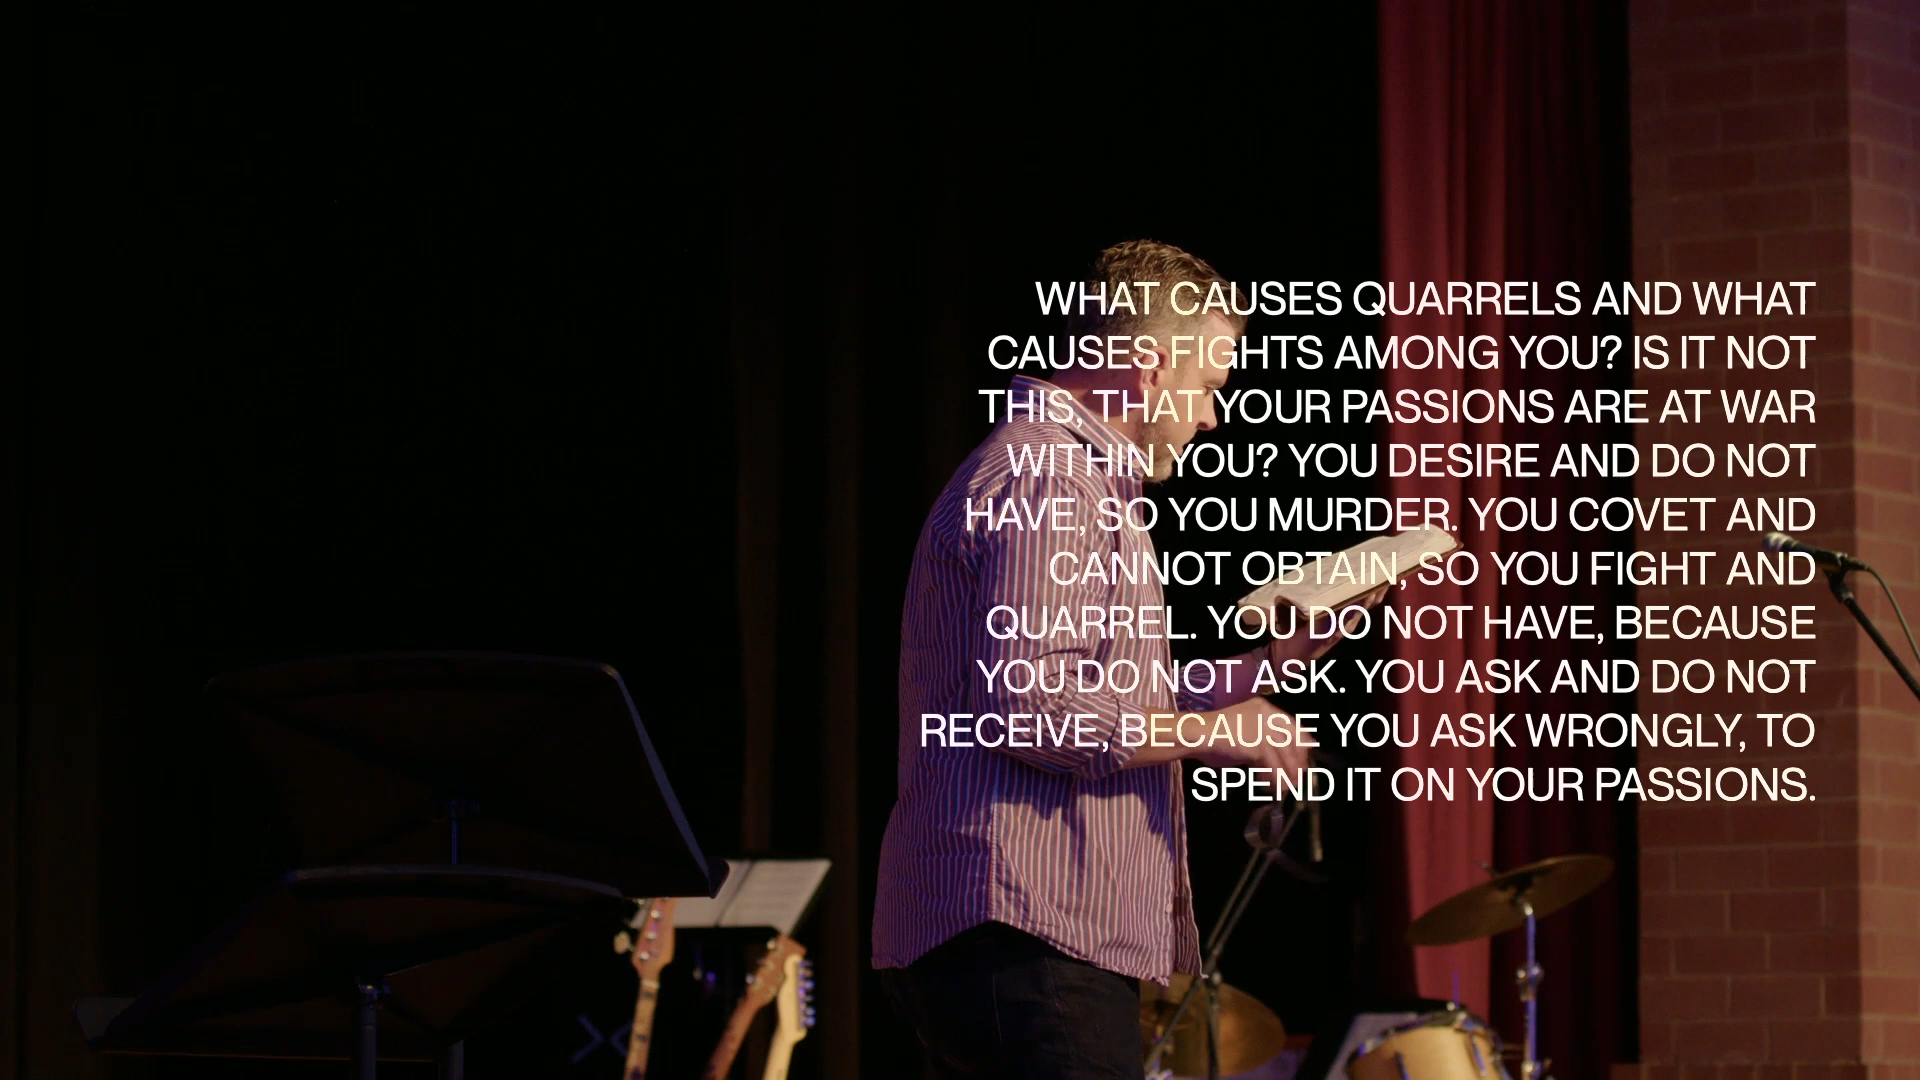 WHAT CAUSES QUARRELS AND WHAT
CAUSES FIGHTS AMONG YOU? IS IT NOT
THIS, THAT YOUR PASSIONS ARE AT WAR
WITHIN YOU? YOU DESIRE AND DO NOT
HAVE, SO YOU MURDER. YOU COVET AND
CANNOT OBTAIN, SO YOU FIGHT AND
QUARREL. YOU DO NOT HAVE, BECAUSE
YOU DO NOT ASK. YOU ASK AND DO NOT
RECEIVE, BECAUSE YOU ASK WRONGLY, TO
SPEND IT ON YOUR PASSIONS.